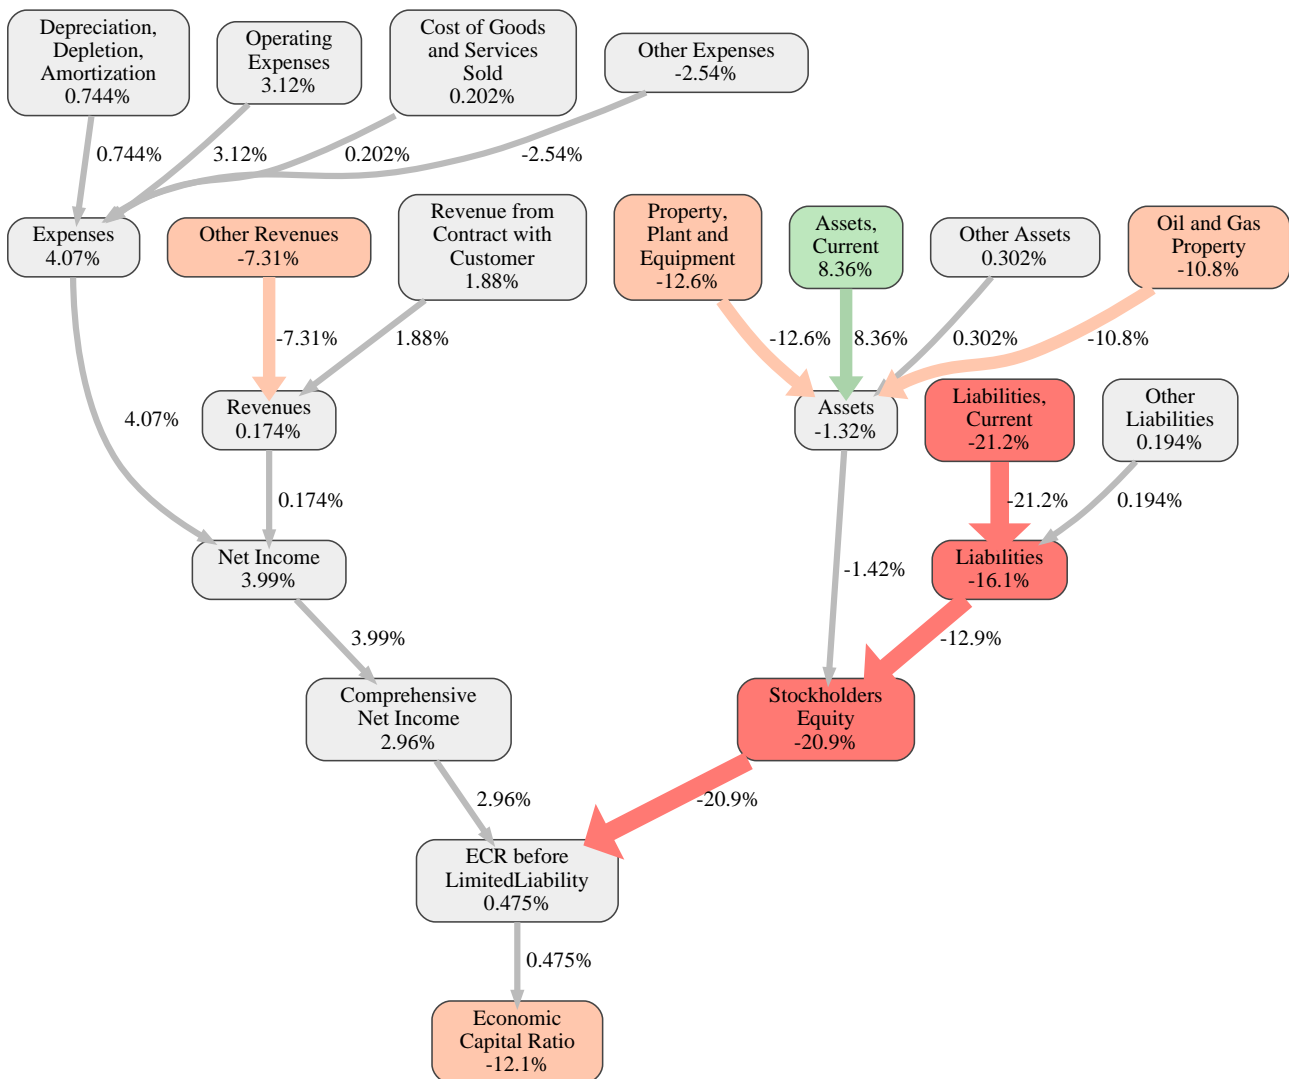 Depreciation,
Depletion,
Amortization
0.744%
Operating
Expenses
3.12%
Cost of Goods
and Services
Sold
0.202%
Other Expenses
-2.54%
0.744%
3.12%
0.202%
-2.54%
Expenses
4.07%
Other Revenues
-7.31%
Revenue from
Contract with
Customer
1.88%
Property,
Plant and
Equipment
-12.6%
Assets,
Current
8.36%
Other Assets
0.302%
Oil and Gas
Property
-10.8%
-7.31%
1.88%
-12.6%
8.36%
0.302%
-10.8%
4.07%
Revenues
0.174%
Assets
-1.32%
Liabilities,
Current
-21.2%
Other
Liabilities
0.194%
0.174%
-21.2%
0.194%
Net Income
3.99%
-1.42%
Liabilities
-16.1%
3.99%
-12.9%
Comprehensive
Net Income
2.96%
Stockholders
Equity
-20.9%
2.96%
-20.9%
ECR before
LimitedLiability
0.475%
0.475%
Economic
Capital Ratio
-12.1%